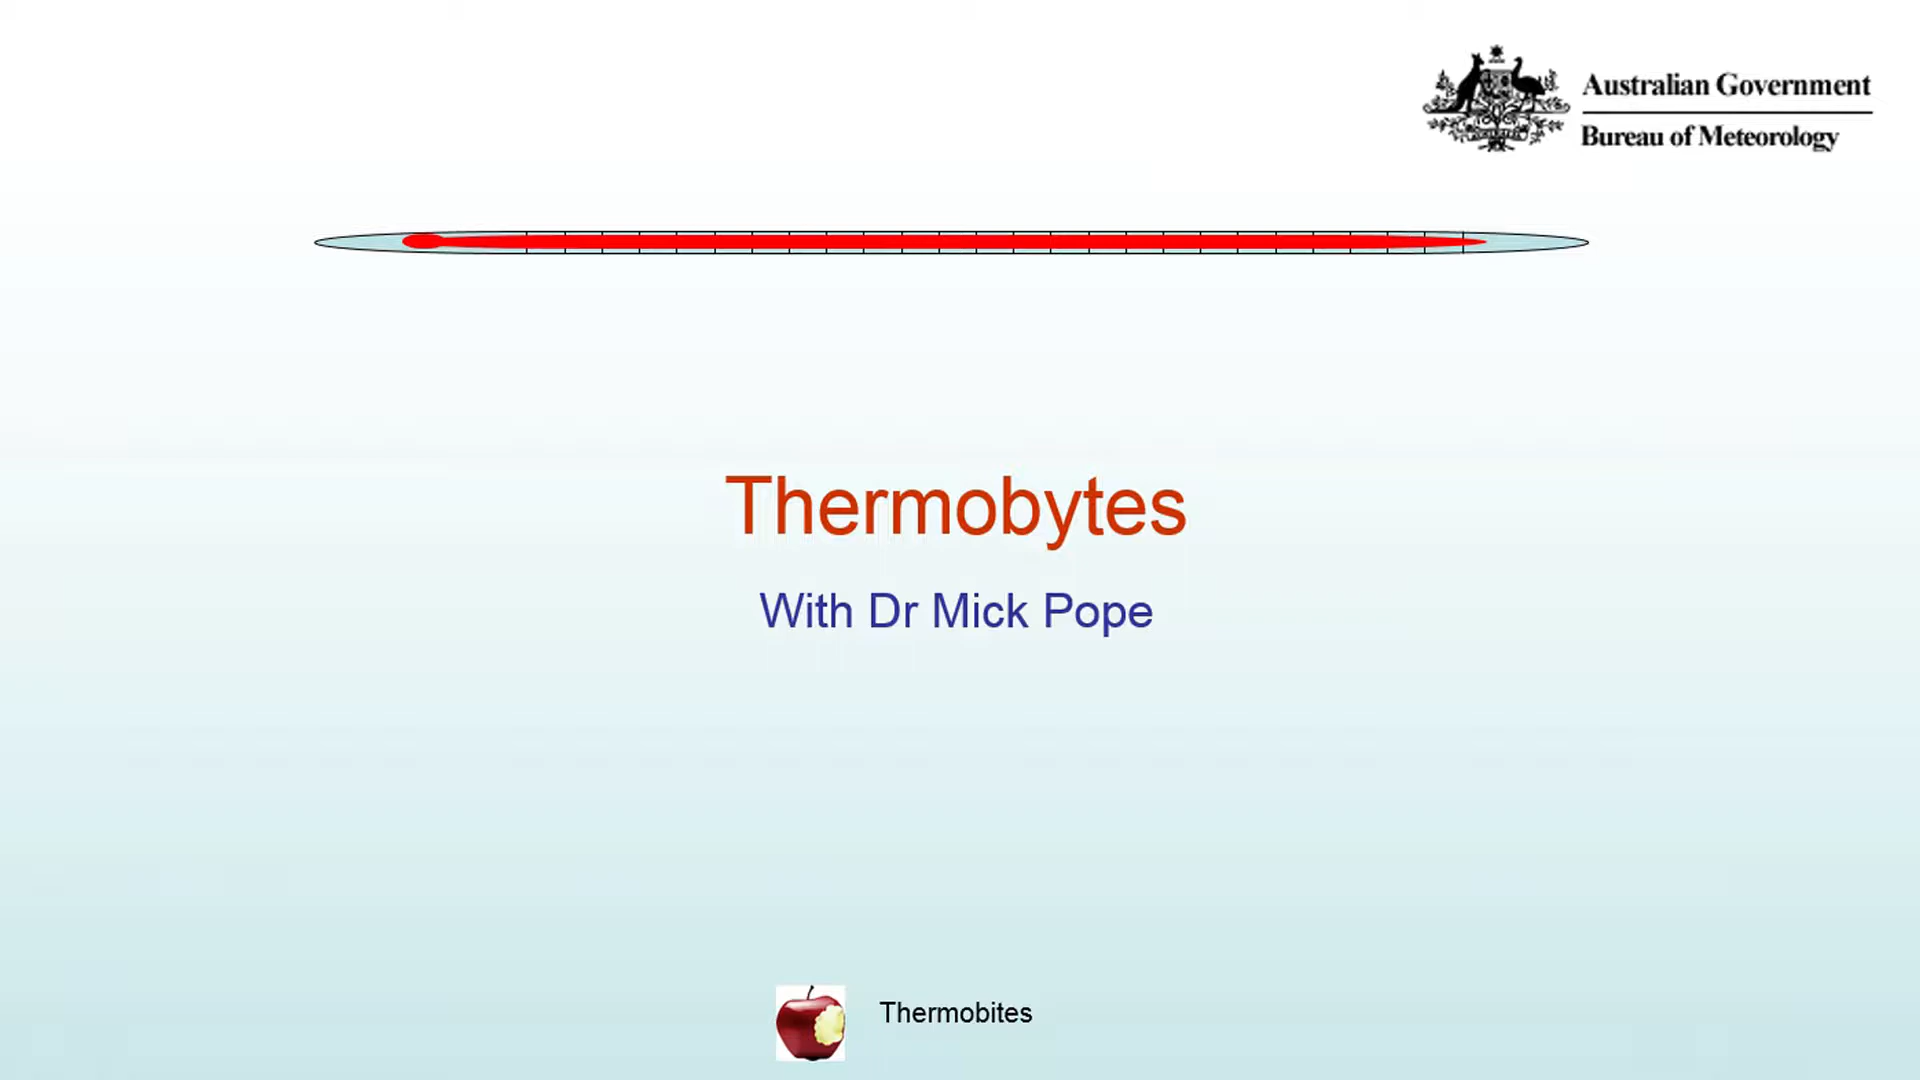 Australian Government
Bureau of Meteorology
Thermobytes
With Dr Mick Pope
Thermobites